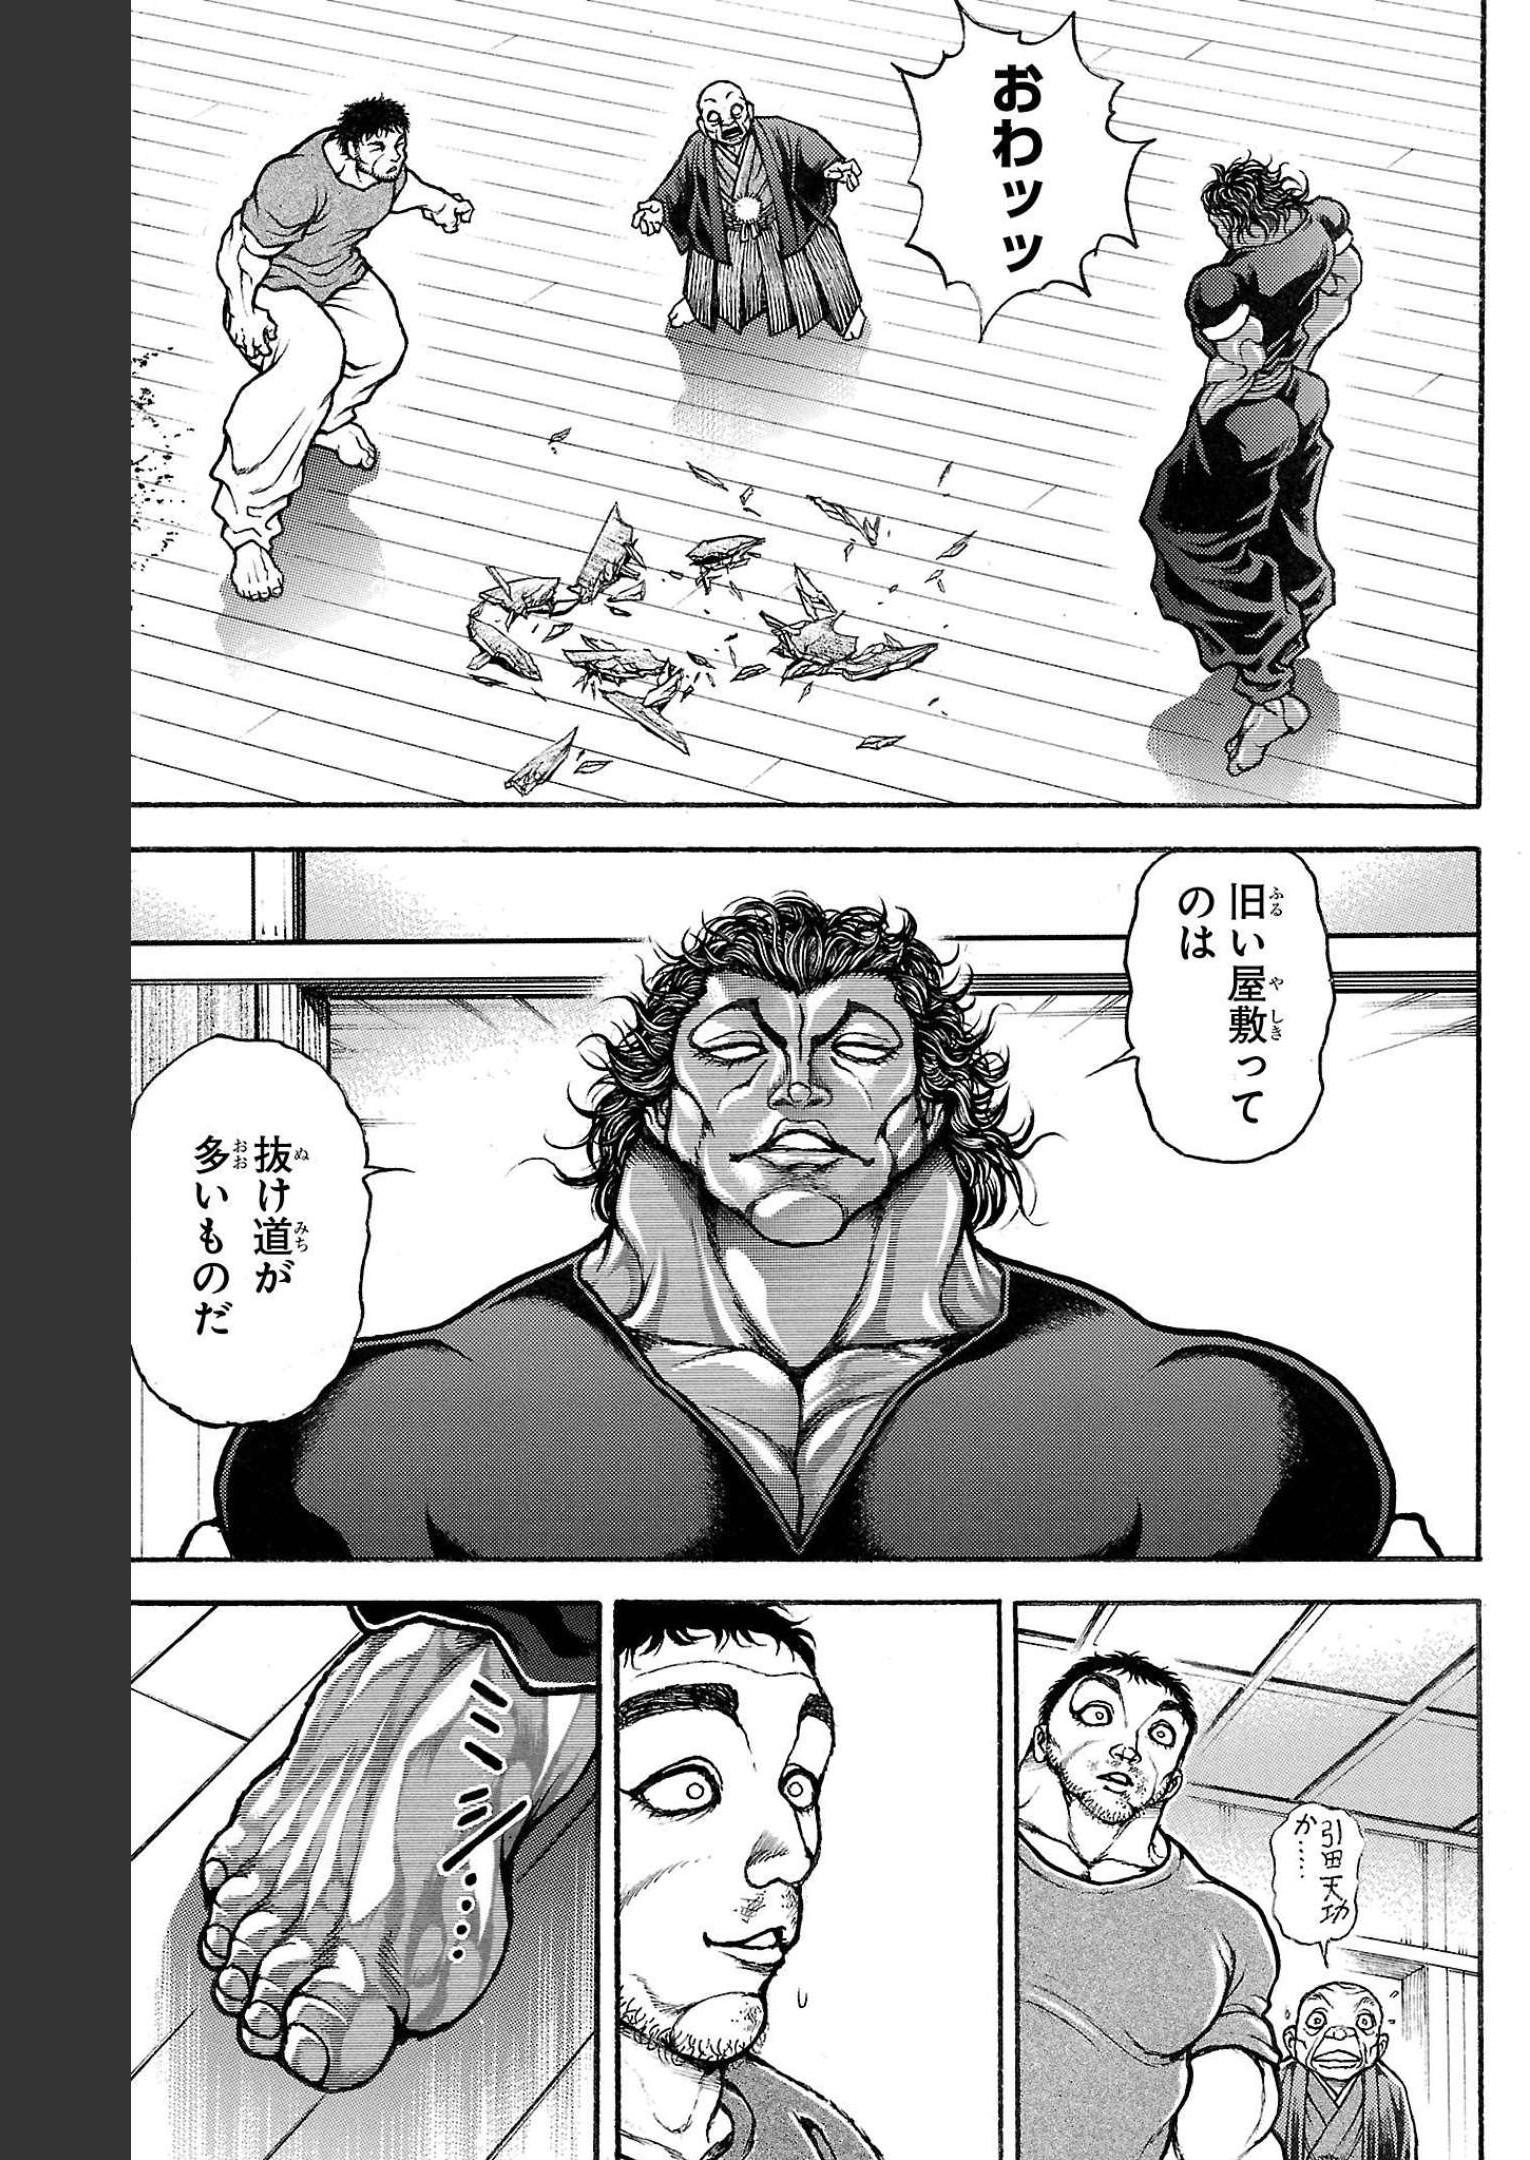 おわッッ
旧い屋敷って
のは
抜け道が
多いものだ
引田天功
か……
ミシ…